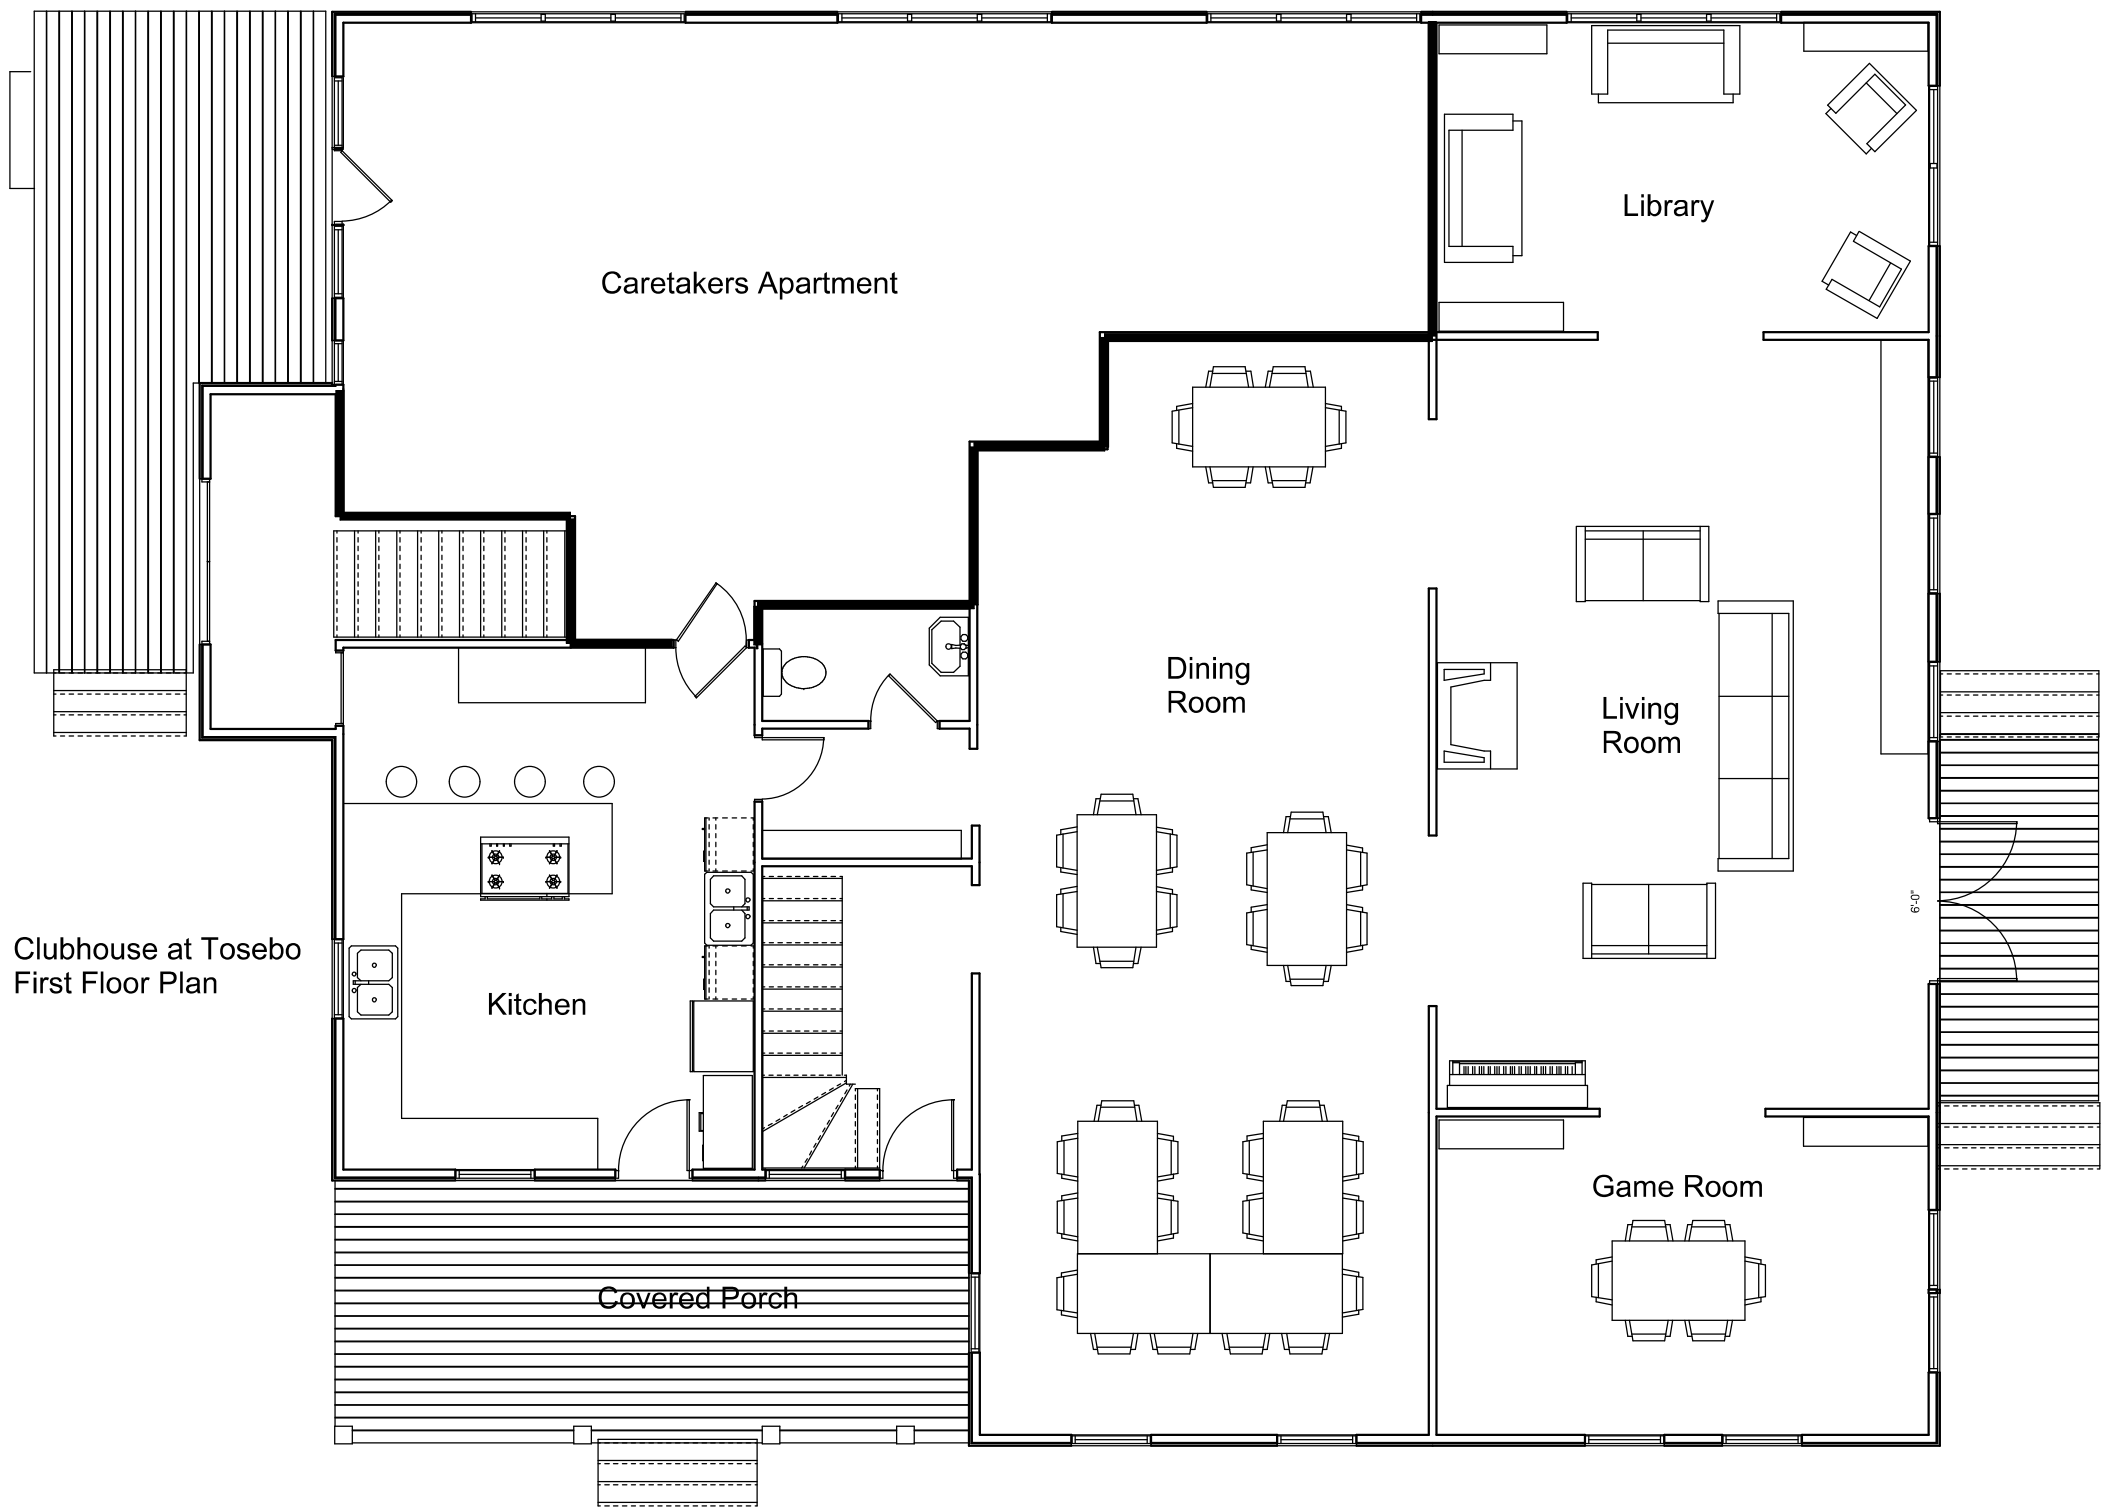 Library
Caretakers Apartment
Dining
Room
Living
Room
6'-0"
Clubhouse at Tosebo
First Floor Plan
Kitchen
Game Room
Covered Porch